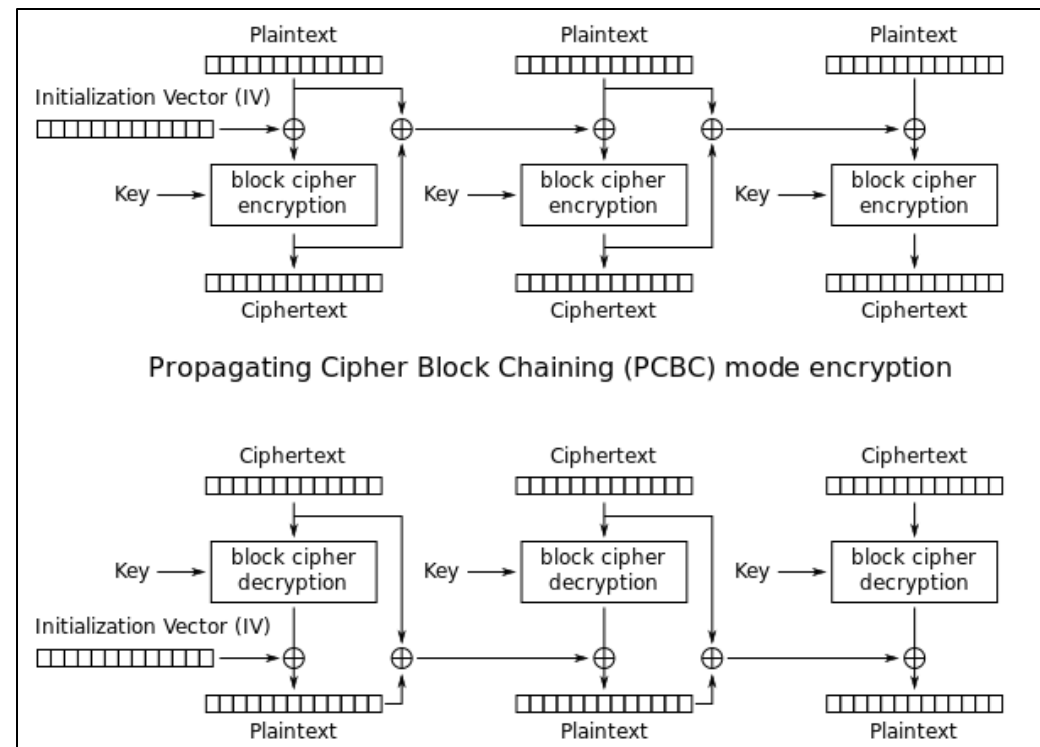 Plaintext
Plaintext
Plaintext
Initialization Vector (IV)
Key
block cipher
encryption
Key
block cipher
encryption
Key
block cipher
encryption
Ciphertext
Ciphertext
Ciphertext
Propagating Cipher Block Chaining (PCBC) mode encryption
Ciphertext
Ciphertext
Ciphertext
Key
block cipher
decryption
Key
block cipher
decryption
Key
block cipher
decryption
Initialization Vector (IV)
Plaintext
Plaintext
Plaintext